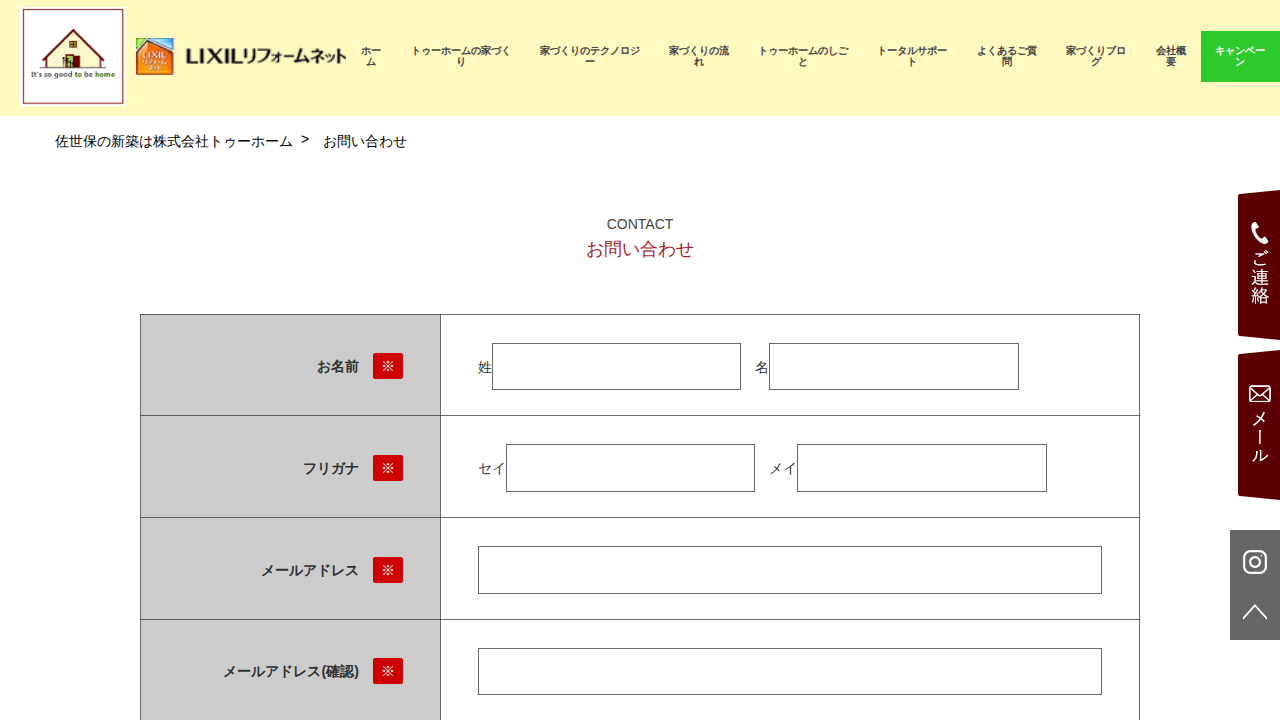 It's so good to be home
LIXIL
リフォーム
ネット
LIXILリフォームネット
ホーム
トゥーホームの家づくり
家づくりのテクノロジー
家づくりの流れ
トゥーホームのしごと
トータルサポート
よくあるご質問
家づくりブログ
会社概要
キャンペーン
佐世保の新築は株式会社トゥーホーム > お問い合わせ
CONTACT
お問い合わせ
お名前 ※ 姓 名
フリガナ ※ セイ メイ
メールアドレス ※
メールアドレス(確認) ※
ご連絡
メール